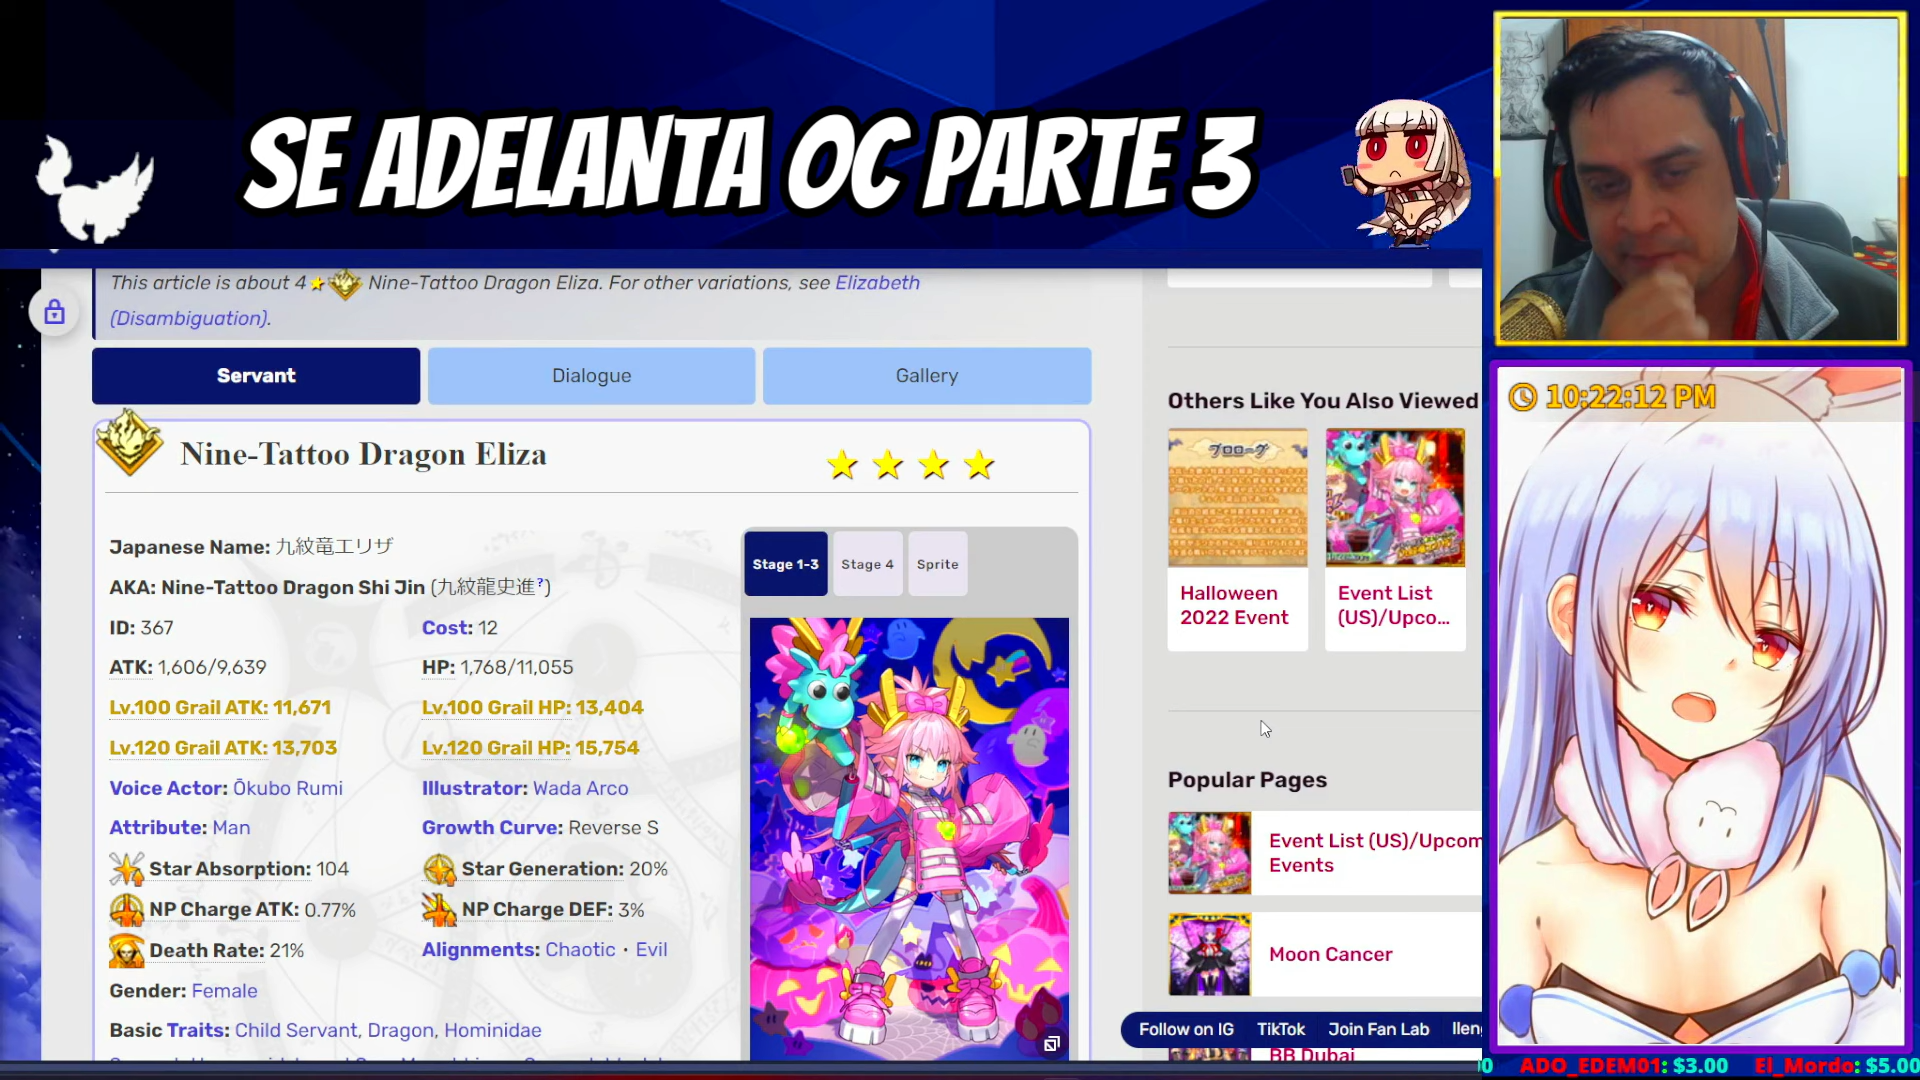 SE ADELANTA OC PARTE 3
This article is about 4 Nine-Tattoo Dragon Eliza. For other variations, see Elizabeth
(Disambiguation).
Servant
Dialogue
Gallery
Nine-Tattoo Dragon Eliza
Japanese Name: 九紋竜エリザ
AKA: Nine-Tattoo Dragon Shi Jin (九紋龍史進?)
ID: 367
Cost: 12
ATK: 1,606/9,639
HP: 1,768/11,055
Lv.100 Grail ATK: 11,671
Lv.100 Grail HP: 13,404
Lv.120 Grail ATK: 13,703
Lv.120 Grail HP: 15,754
Voice Actor: Ōkubo Rumi
Illustrator: Wada Arco
Attribute: Man
Growth Curve: Reverse S
Star Absorption: 104
Star Generation: 20%
NP Charge ATK: 0.77%
NP Charge DEF: 3%
Death Rate: 21%
Alignments: Chaotic・Evil
Gender: Female
Basic Traits: Child Servant, Dragon, Hominidae
Stage 1-3
Stage 4
Sprite
Others Like You Also Viewed
プロローグ
Halloween
2022 Event
Event List
(US)/Upco...
Popular Pages
Event List (US)/Upcom
Events
Moon Cancer
Follow on IG
TikTok
Join Fan Lab
BB Dubai
10:22:12 PM
ADO_EDEM01: $3.00
El_Mordo: $5.00